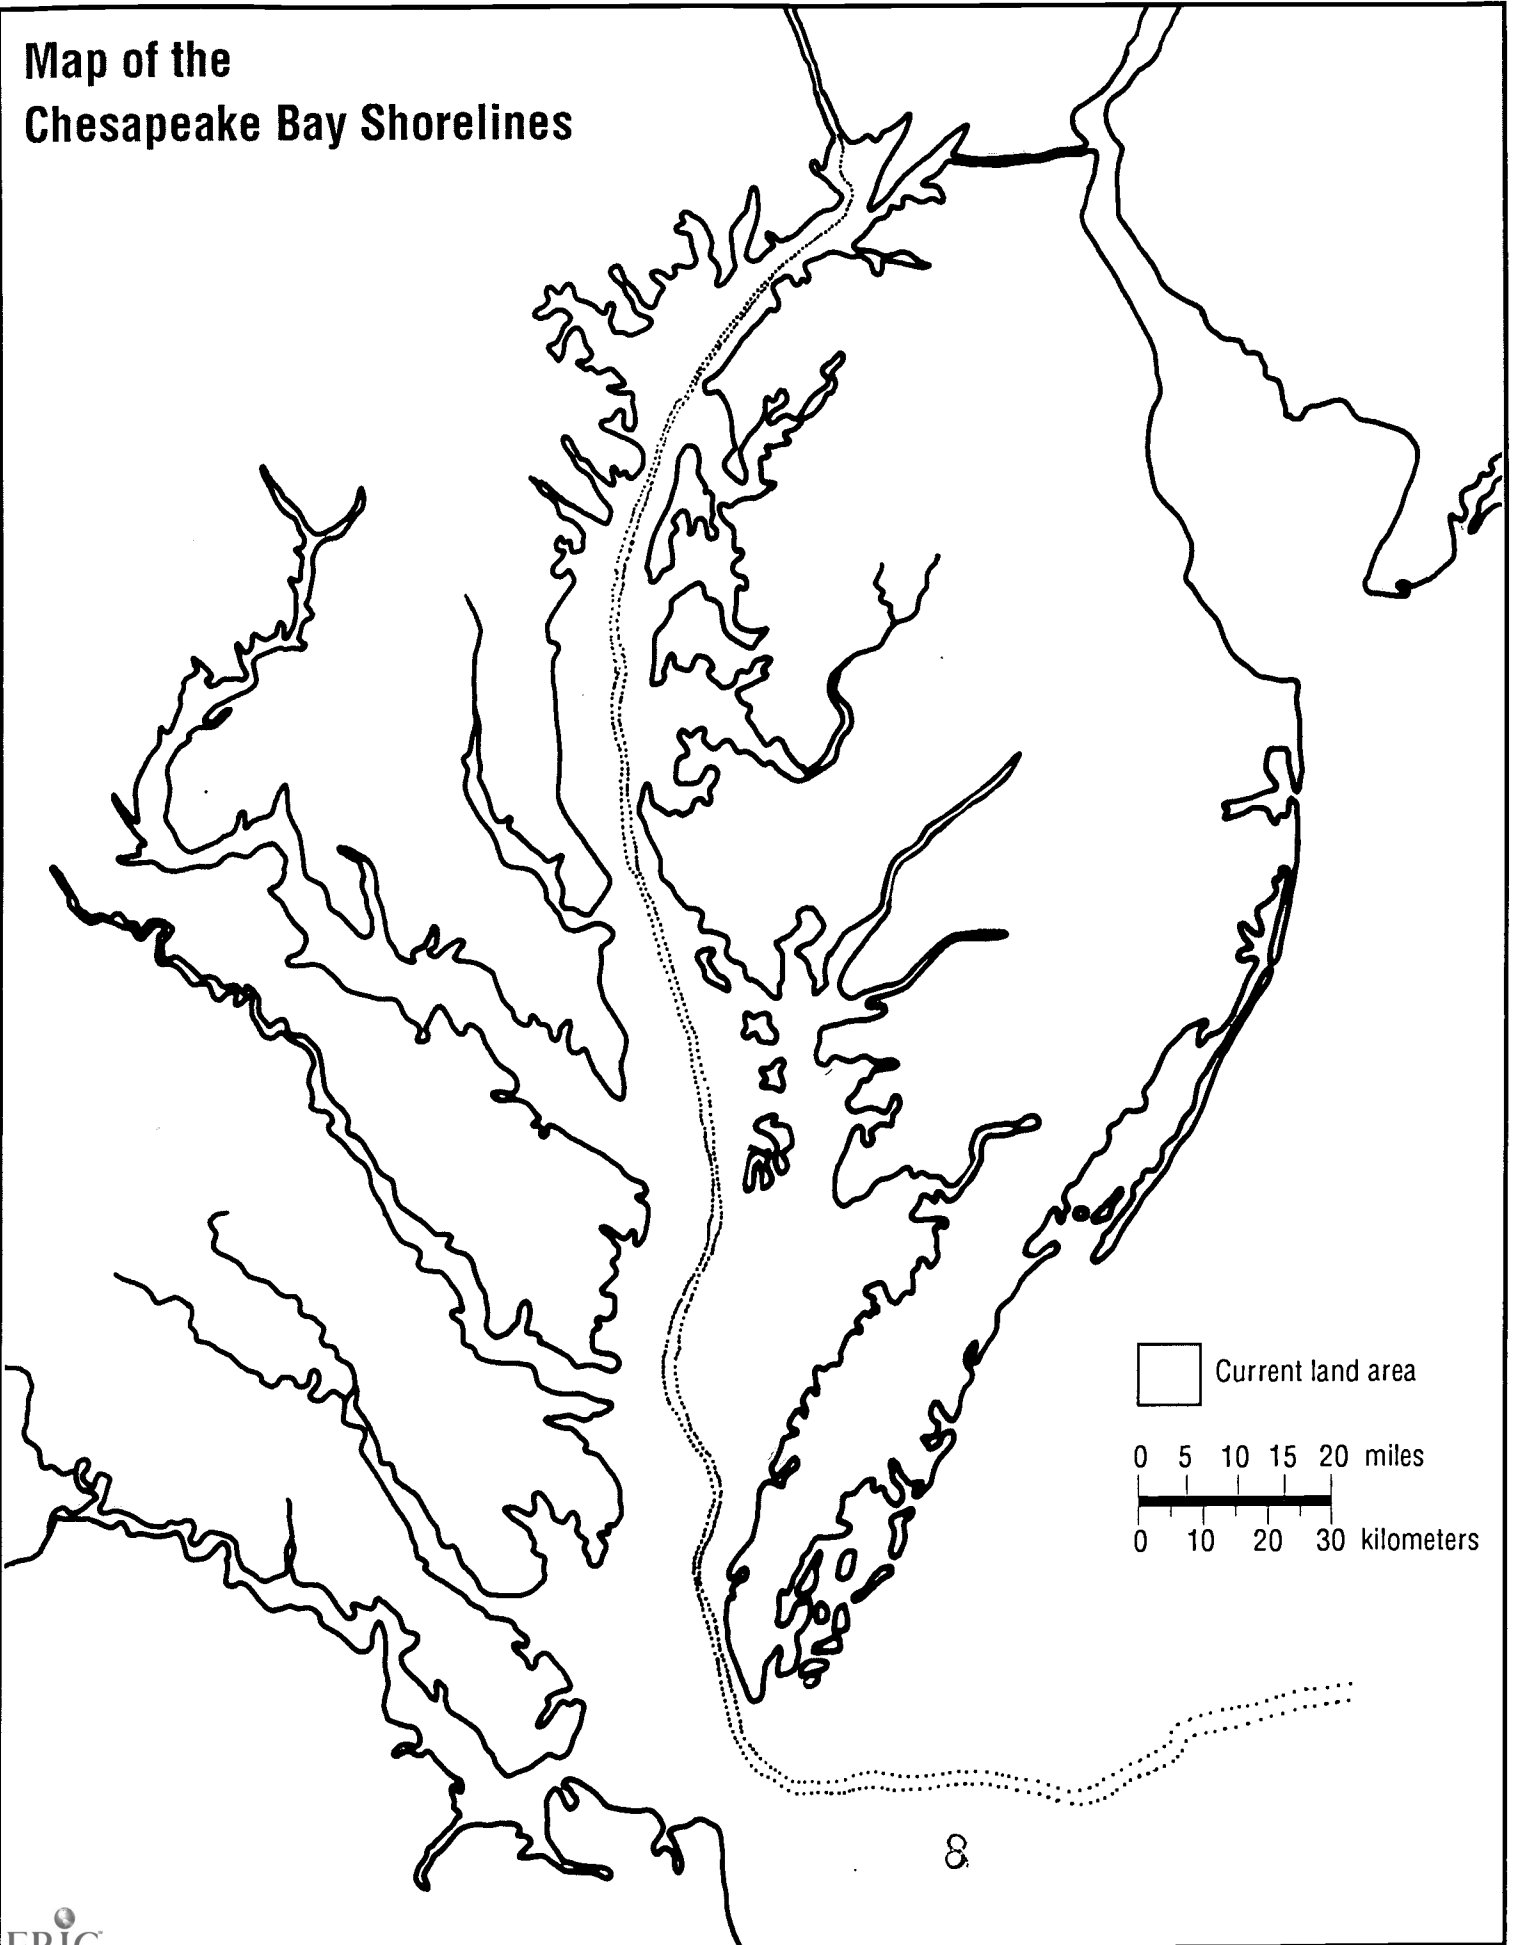 Map of the
Chesapeake Bay Shorelines
Current land area
0 5 10 15 20 miles
0 10 20 30 kilometers
8
ERIC